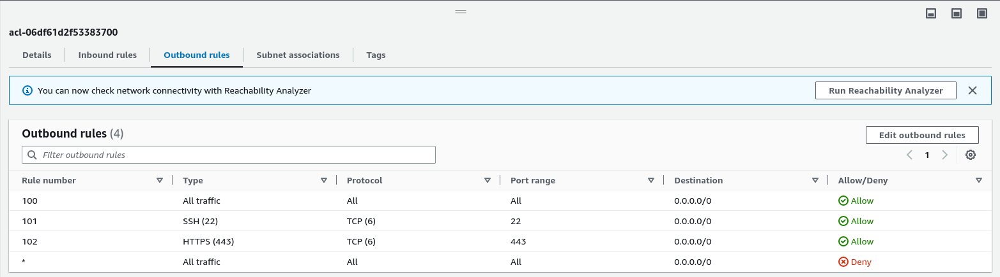 acl-06df61d2f53383700
Details Inbound rules Outbound rules Subnet associations Tags
You can now check network connectivity with Reachability Analyzer Run Reachability Analyzer
Outbound rules (4) Edit outbound rules
Filter outbound rules 1
Rule number Type Protocol Port range Destination Allow/Deny
100 All traffic All All 0.0.0.0/0 Allow
101 SSH (22) TCP (6) 22 0.0.0.0/0 Allow
102 HTTPS (443) TCP (6) 443 0.0.0.0/0 Allow
* All traffic All All 0.0.0.0/0 Deny